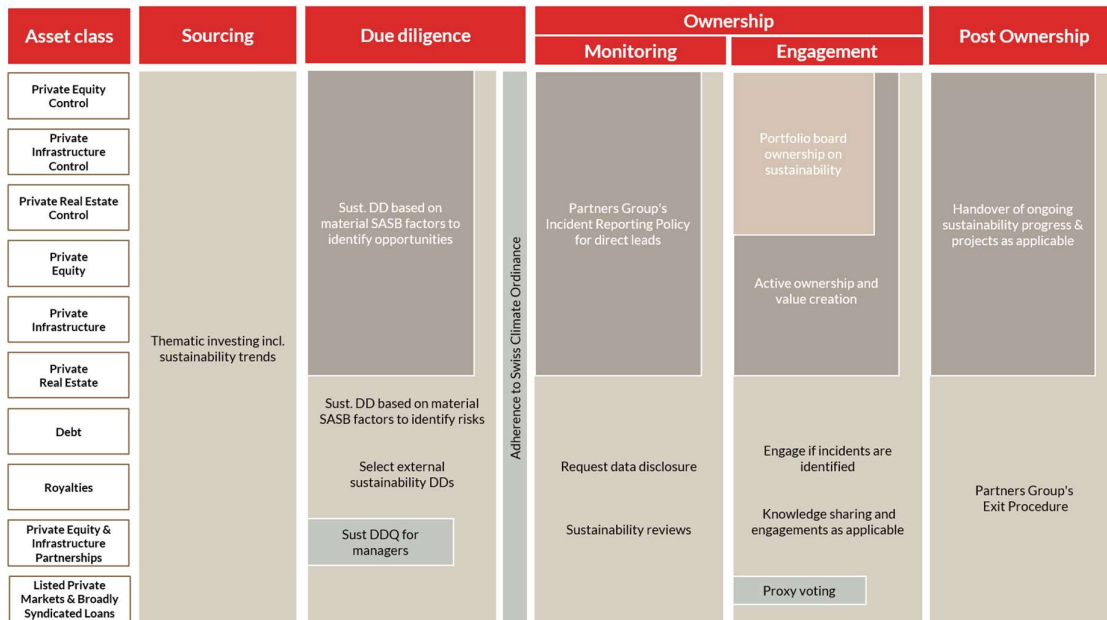 Asset class
Sourcing
Due diligence
Ownership
Monitoring
Engagement
Post Ownership
Private Equity
Control
Private
Infrastructure
Control
Private Real Estate
Control
Private
Equity
Private
Infrastructure
Private
Real Estate
Debt
Royalties
Private Equity &
Infrastructure
Partnerships
Listed Private
Markets & Broadly
Syndicated Loans
Thematic investing incl.
sustainability trends
Sust. DD based on
material SASB factors to
identify opportunities
Sust. DD based on material
SASB factors to identify risks
Select external
sustainability DDs
Sust DDQ for
managers
Adherence to Swiss Climate Ordinance
Partners Group's
Incident Reporting Policy
for direct leads
Request data disclosure
Sustainability reviews
Portfolio board
ownership on
sustainability
Active ownership and
value creation
Engage if incidents are
identified
Knowledge sharing and
engagements as applicable
Proxy voting
Handover of ongoing
sustainability progress &
projects as applicable
Partners Group's
Exit Procedure